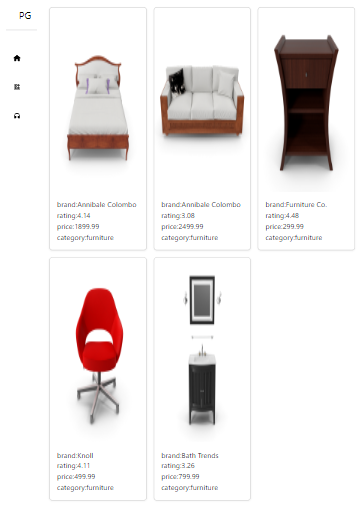 PG
brand:Annibale Colombo
rating:4.14
price:1899.99
category:furniture
brand:Annibale Colombo
rating:3.08
price:2499.99
category:furniture
brand:Furniture Co.
rating:4.48
price:299.99
category:furniture
brand:Knoll
rating:4.11
price:499.99
category:furniture
brand:Bath Trends
rating:3.26
price:799.99
category:furniture